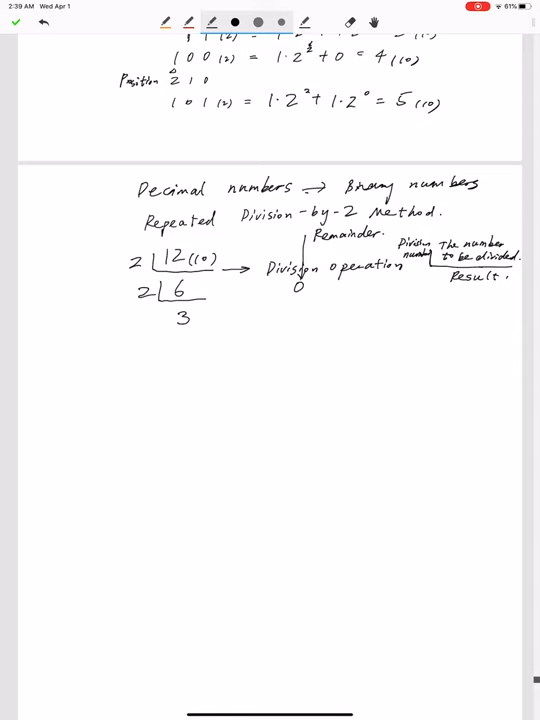 2:39 AM Wed Apr 1
61%
1 0 0 (2) = 1·2² + 0 = 4 (10)
Position 2 1 0
1 0 1 (2) = 1·2² + 1·2⁰ = 5 (10)
Decimal numbers → Binary numbers
Repeated Division-by-2 Method.
Remainder.
2 12(10) → Division operation
Division number The number to be divided.
Result.
2 6 0
3